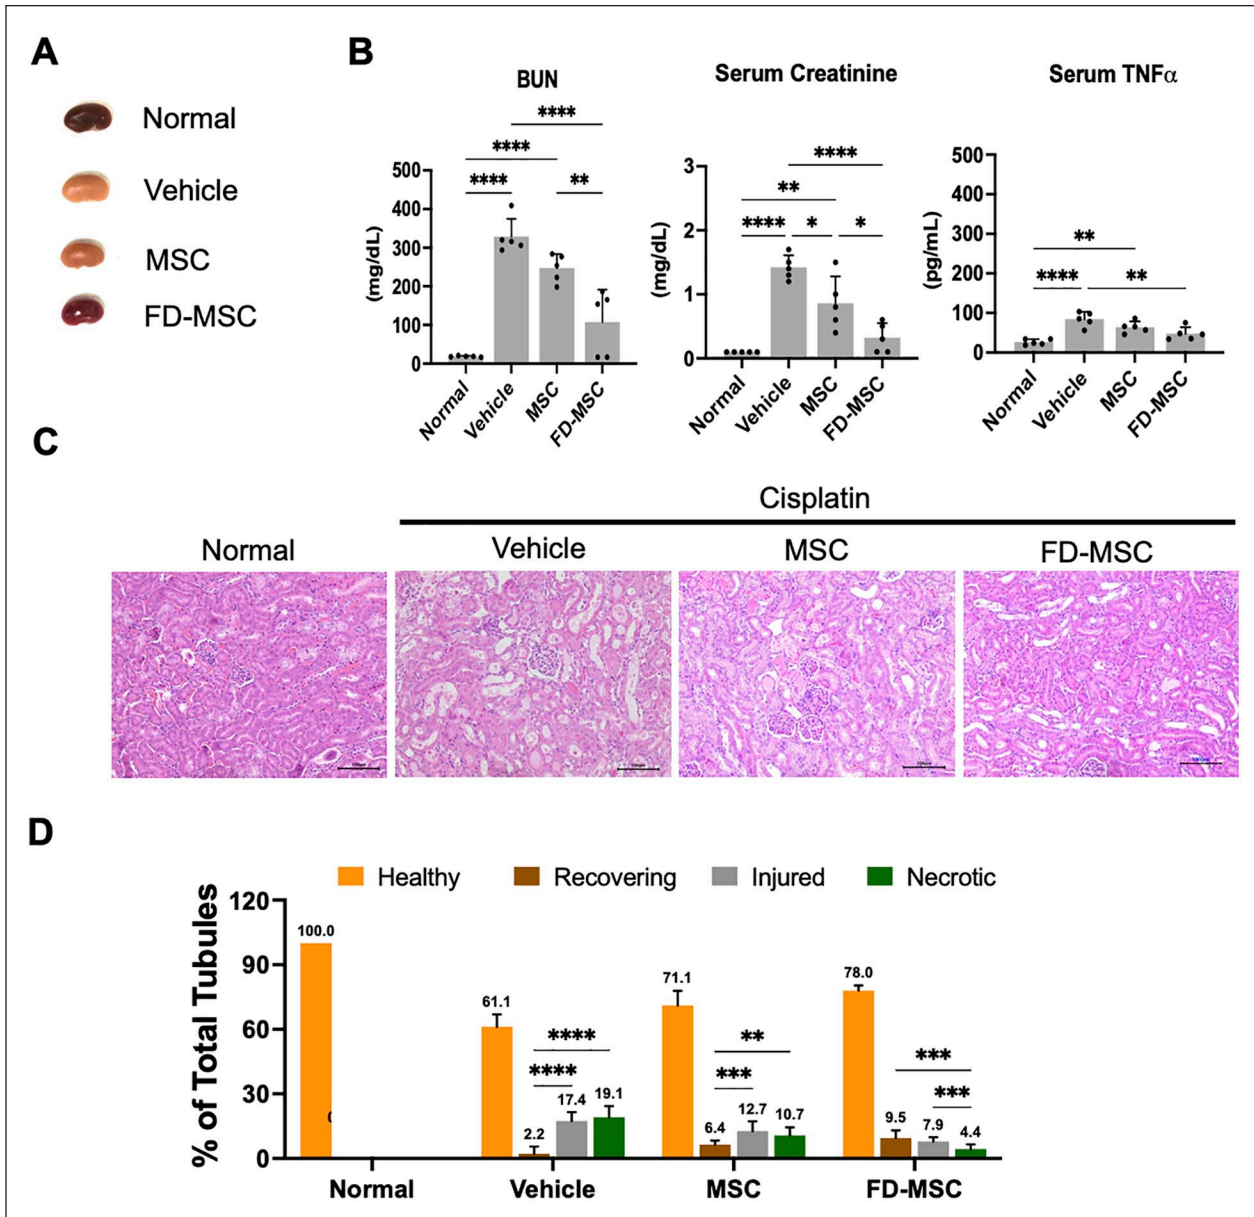 A
Normal
Vehicle
MSC
FD-MSC
B
BUN
(mg/dL)
500
400
300
200
100
0
****
****
****
**
Normal
Vehicle
MSC
FD-MSC
Serum Creatinine
(mg/dL)
3
2
1
0
****
**
****
*
*
Normal
Vehicle
MSC
FD-MSC
Serum TNFα
(pg/mL)
500
400
300
200
100
0
**
****
**
Normal
Vehicle
MSC
FD-MSC
C
Cisplatin
Normal
Vehicle
MSC
FD-MSC
D
Healthy
Recovering
Injured
Necrotic
% of Total Tubules
120
90
60
30
0
100.0
61.1
2.2
17.4
19.1
****
****
71.1
6.4
12.7
10.7
**
***
78.0
9.5
7.9
4.4
***
***
Normal
Vehicle
MSC
FD-MSC